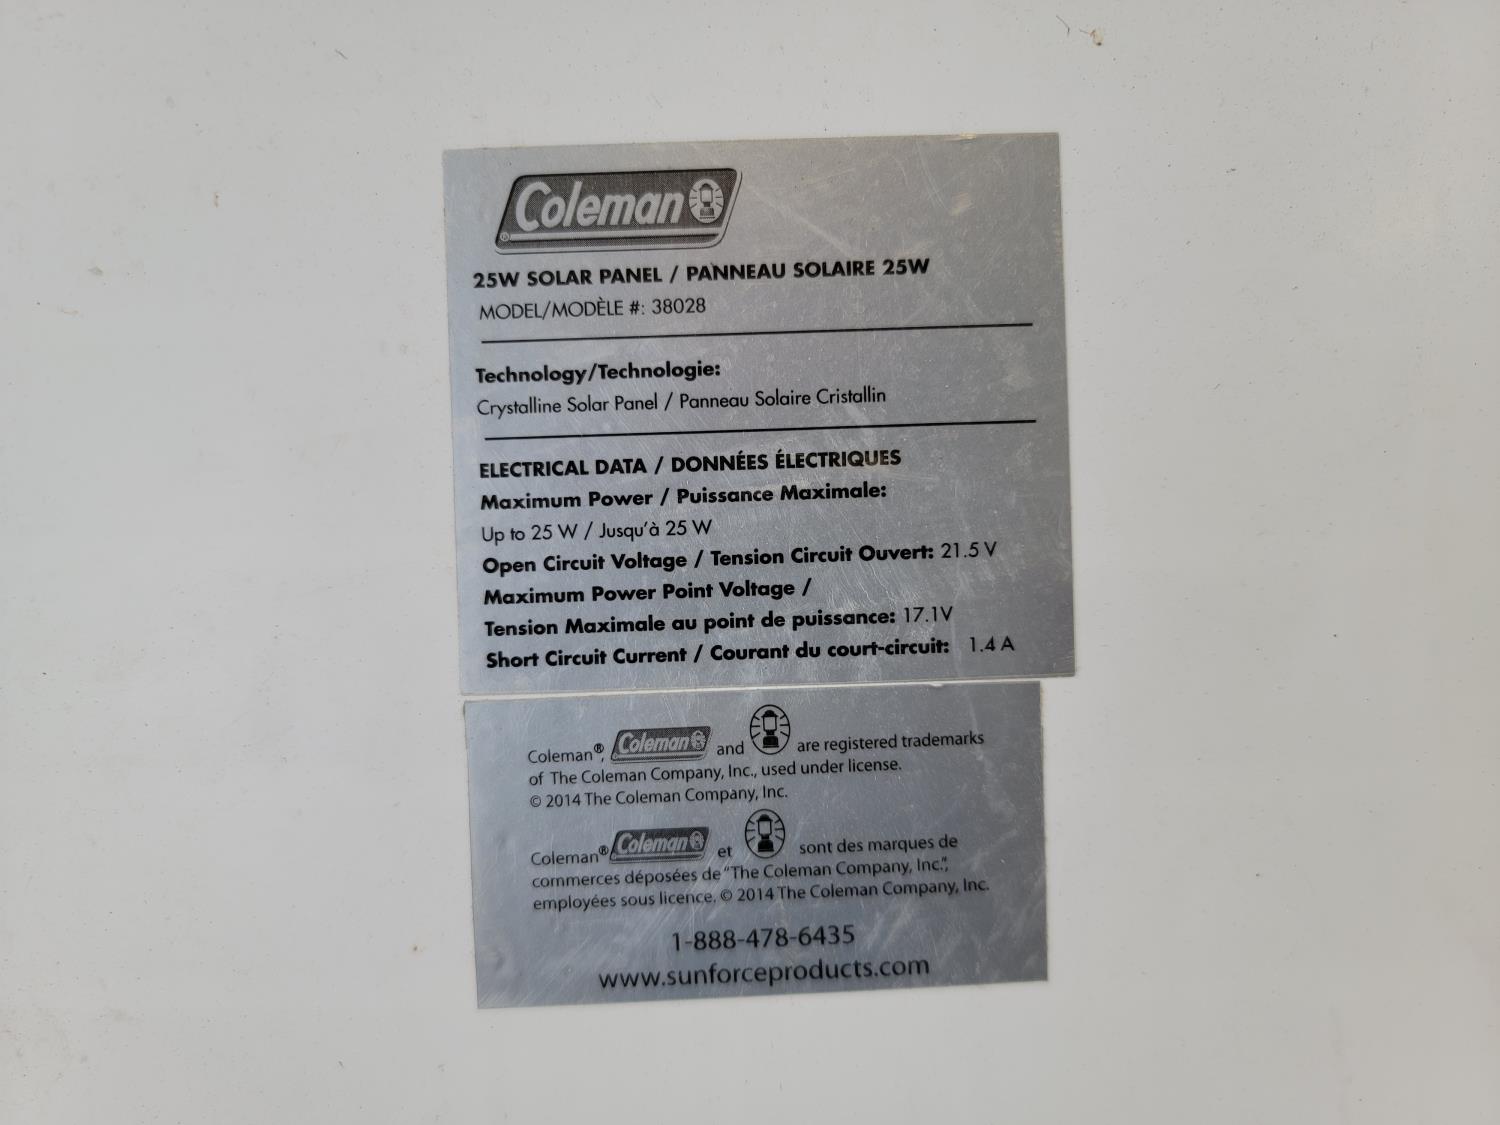 Coleman
25W SOLAR PANEL / PANNEAU SOLAIRE 25W
MODEL/MODÈLE #: 38028
Technology/Technologie:
Crystalline Solar Panel / Panneau Solaire Cristallin
ELECTRICAL DATA / DONNÉES ÉLECTRIQUES
Maximum Power / Puissance Maximale:
Up to 25 W / Jusqu'à 25 W
Open Circuit Voltage / Tension Circuit Ouvert: 21.5 V
Maximum Power Point Voltage /
Tension Maximale au point de puissance: 17.1V
Short Circuit Current / Courant du court-circuit: 1.4 A
Coleman®, Coleman and are registered trademarks
of The Coleman Company, Inc., used under license.
© 2014 The Coleman Company, Inc.
Coleman® Coleman et sont des marques de
commerces déposées de "The Coleman Company, Inc.",
employées sous licence. © 2014 The Coleman Company, Inc.
1-888-478-6435
www.sunforceproducts.com